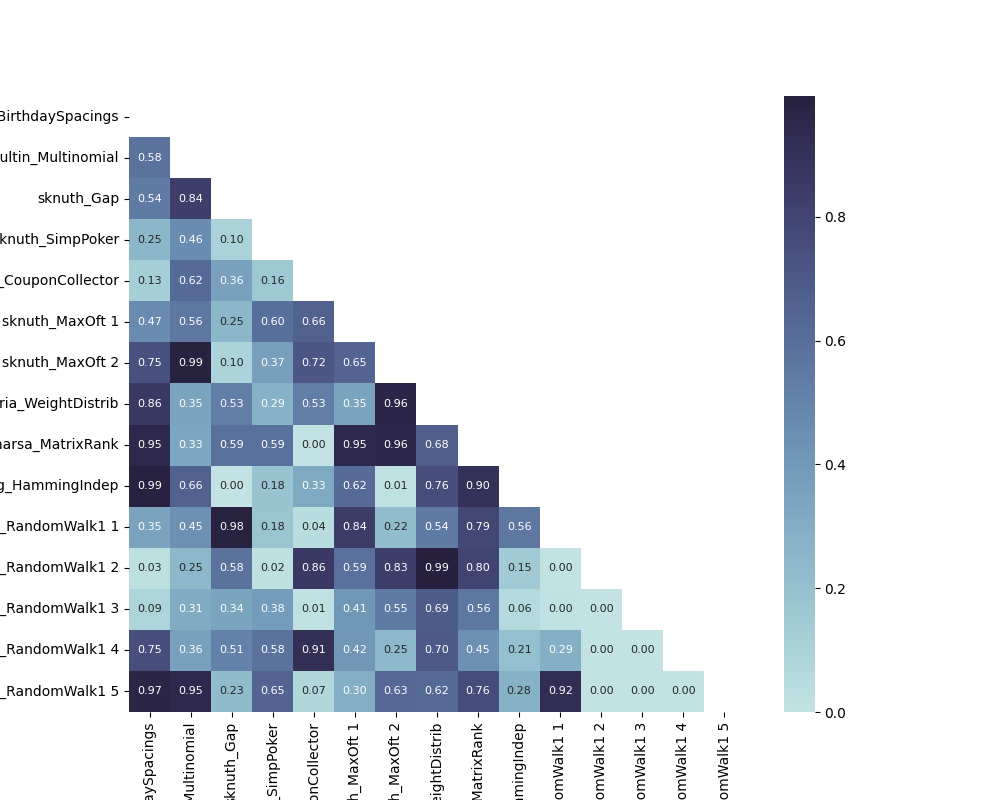 BirthdaySpacings
ultin_Multinomial
0.58
sknuth_Gap
0.54 0.84
knuth_SimpPoker
0.25 0.46 0.10
_CouponCollector
0.13 0.62 0.36 0.16
sknuth_MaxOft 1
0.47 0.56 0.25 0.60 0.66
sknuth_MaxOft 2
0.75 0.99 0.10 0.37 0.72 0.65
ria_WeightDistrib
0.86 0.35 0.53 0.29 0.53 0.35 0.96
narsa_MatrixRank
0.95 0.33 0.59 0.59 0.00 0.95 0.96 0.68
g_HammingIndep
0.99 0.66 0.00 0.18 0.33 0.62 0.01 0.76 0.90
_RandomWalk1 1
0.35 0.45 0.98 0.18 0.04 0.84 0.22 0.54 0.79 0.56
_RandomWalk1 2
0.03 0.25 0.58 0.02 0.86 0.59 0.83 0.99 0.80 0.15 0.00
_RandomWalk1 3
0.09 0.31 0.34 0.38 0.01 0.41 0.55 0.69 0.56 0.06 0.00 0.00
_RandomWalk1 4
0.75 0.36 0.51 0.58 0.91 0.42 0.25 0.70 0.45 0.21 0.29 0.00 0.00
_RandomWalk1 5
0.97 0.95 0.23 0.65 0.07 0.30 0.63 0.62 0.76 0.28 0.92 0.00 0.00 0.00
aySpacings
Multinomial
sknuth_Gap
_SimpPoker
onCollector
h_MaxOft 1
h_MaxOft 2
eightDistrib
MatrixRank
mmingIndep
omWalk1 1
omWalk1 2
omWalk1 3
omWalk1 4
omWalk1 5
0.8
0.6
0.4
0.2
0.0